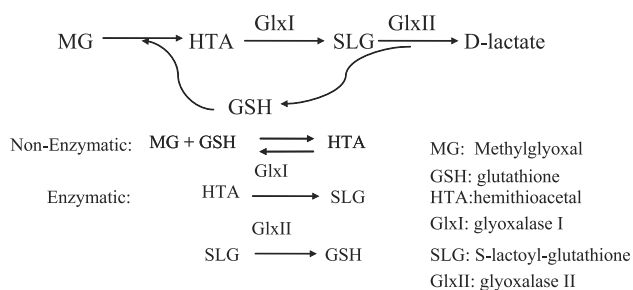 GlxI GlxII
MG HTA SLG D-lactate
GSH
Non-Enzymatic: MG + GSH HTA
GlxI
Enzymatic: HTA SLG
GlxII
SLG GSH
MG: Methylglyoxal
GSH: glutathione
HTA:hemithioacetal
GlxI: glyoxalase I
SLG: S-lactoyl-glutathione
GlxII: glyoxalase II